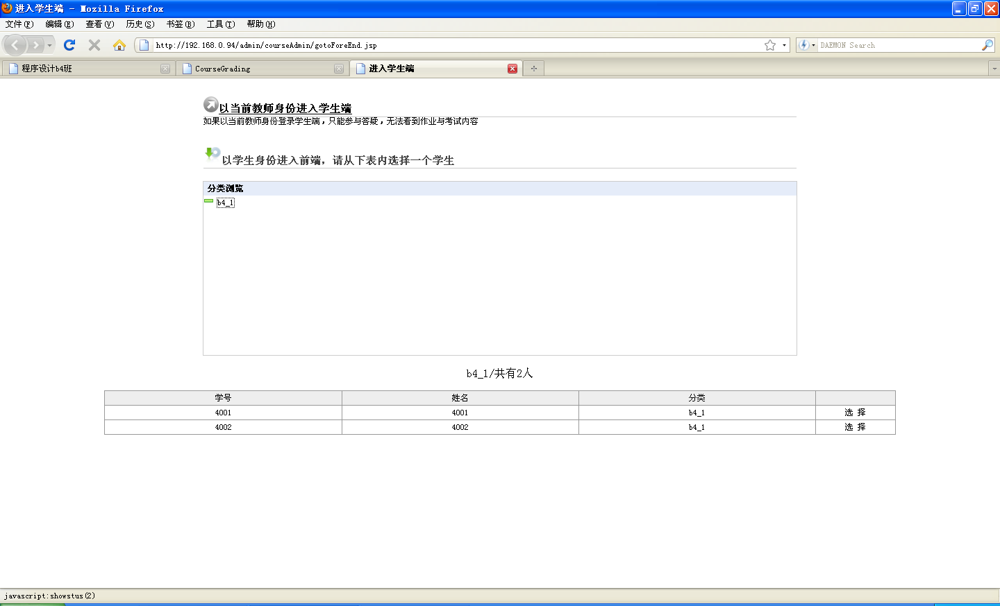 进入学生端 - Mozilla Firefox
文件(F) 编辑(E) 查看(V) 历史(S) 书签(B) 工具(T) 帮助(H)
http://192.168.0.94/admin/courseAdmin/gotoForeEnd.jsp DAEMON Search
程序设计b4班 CourseGrading 进入学生端
以当前教师身份进入学生端
如果以当前教师身份登录学生端，只能参与答疑，无法看到作业与考试内容
以学生身份进入前端，请从下表内选择一个学生
分类浏览
b4_1
b4_1/共有2人
学号 姓名 分类
4001 4001 b4_1 选 择
4002 4002 b4_1 选 择
javascript:showstus(2)